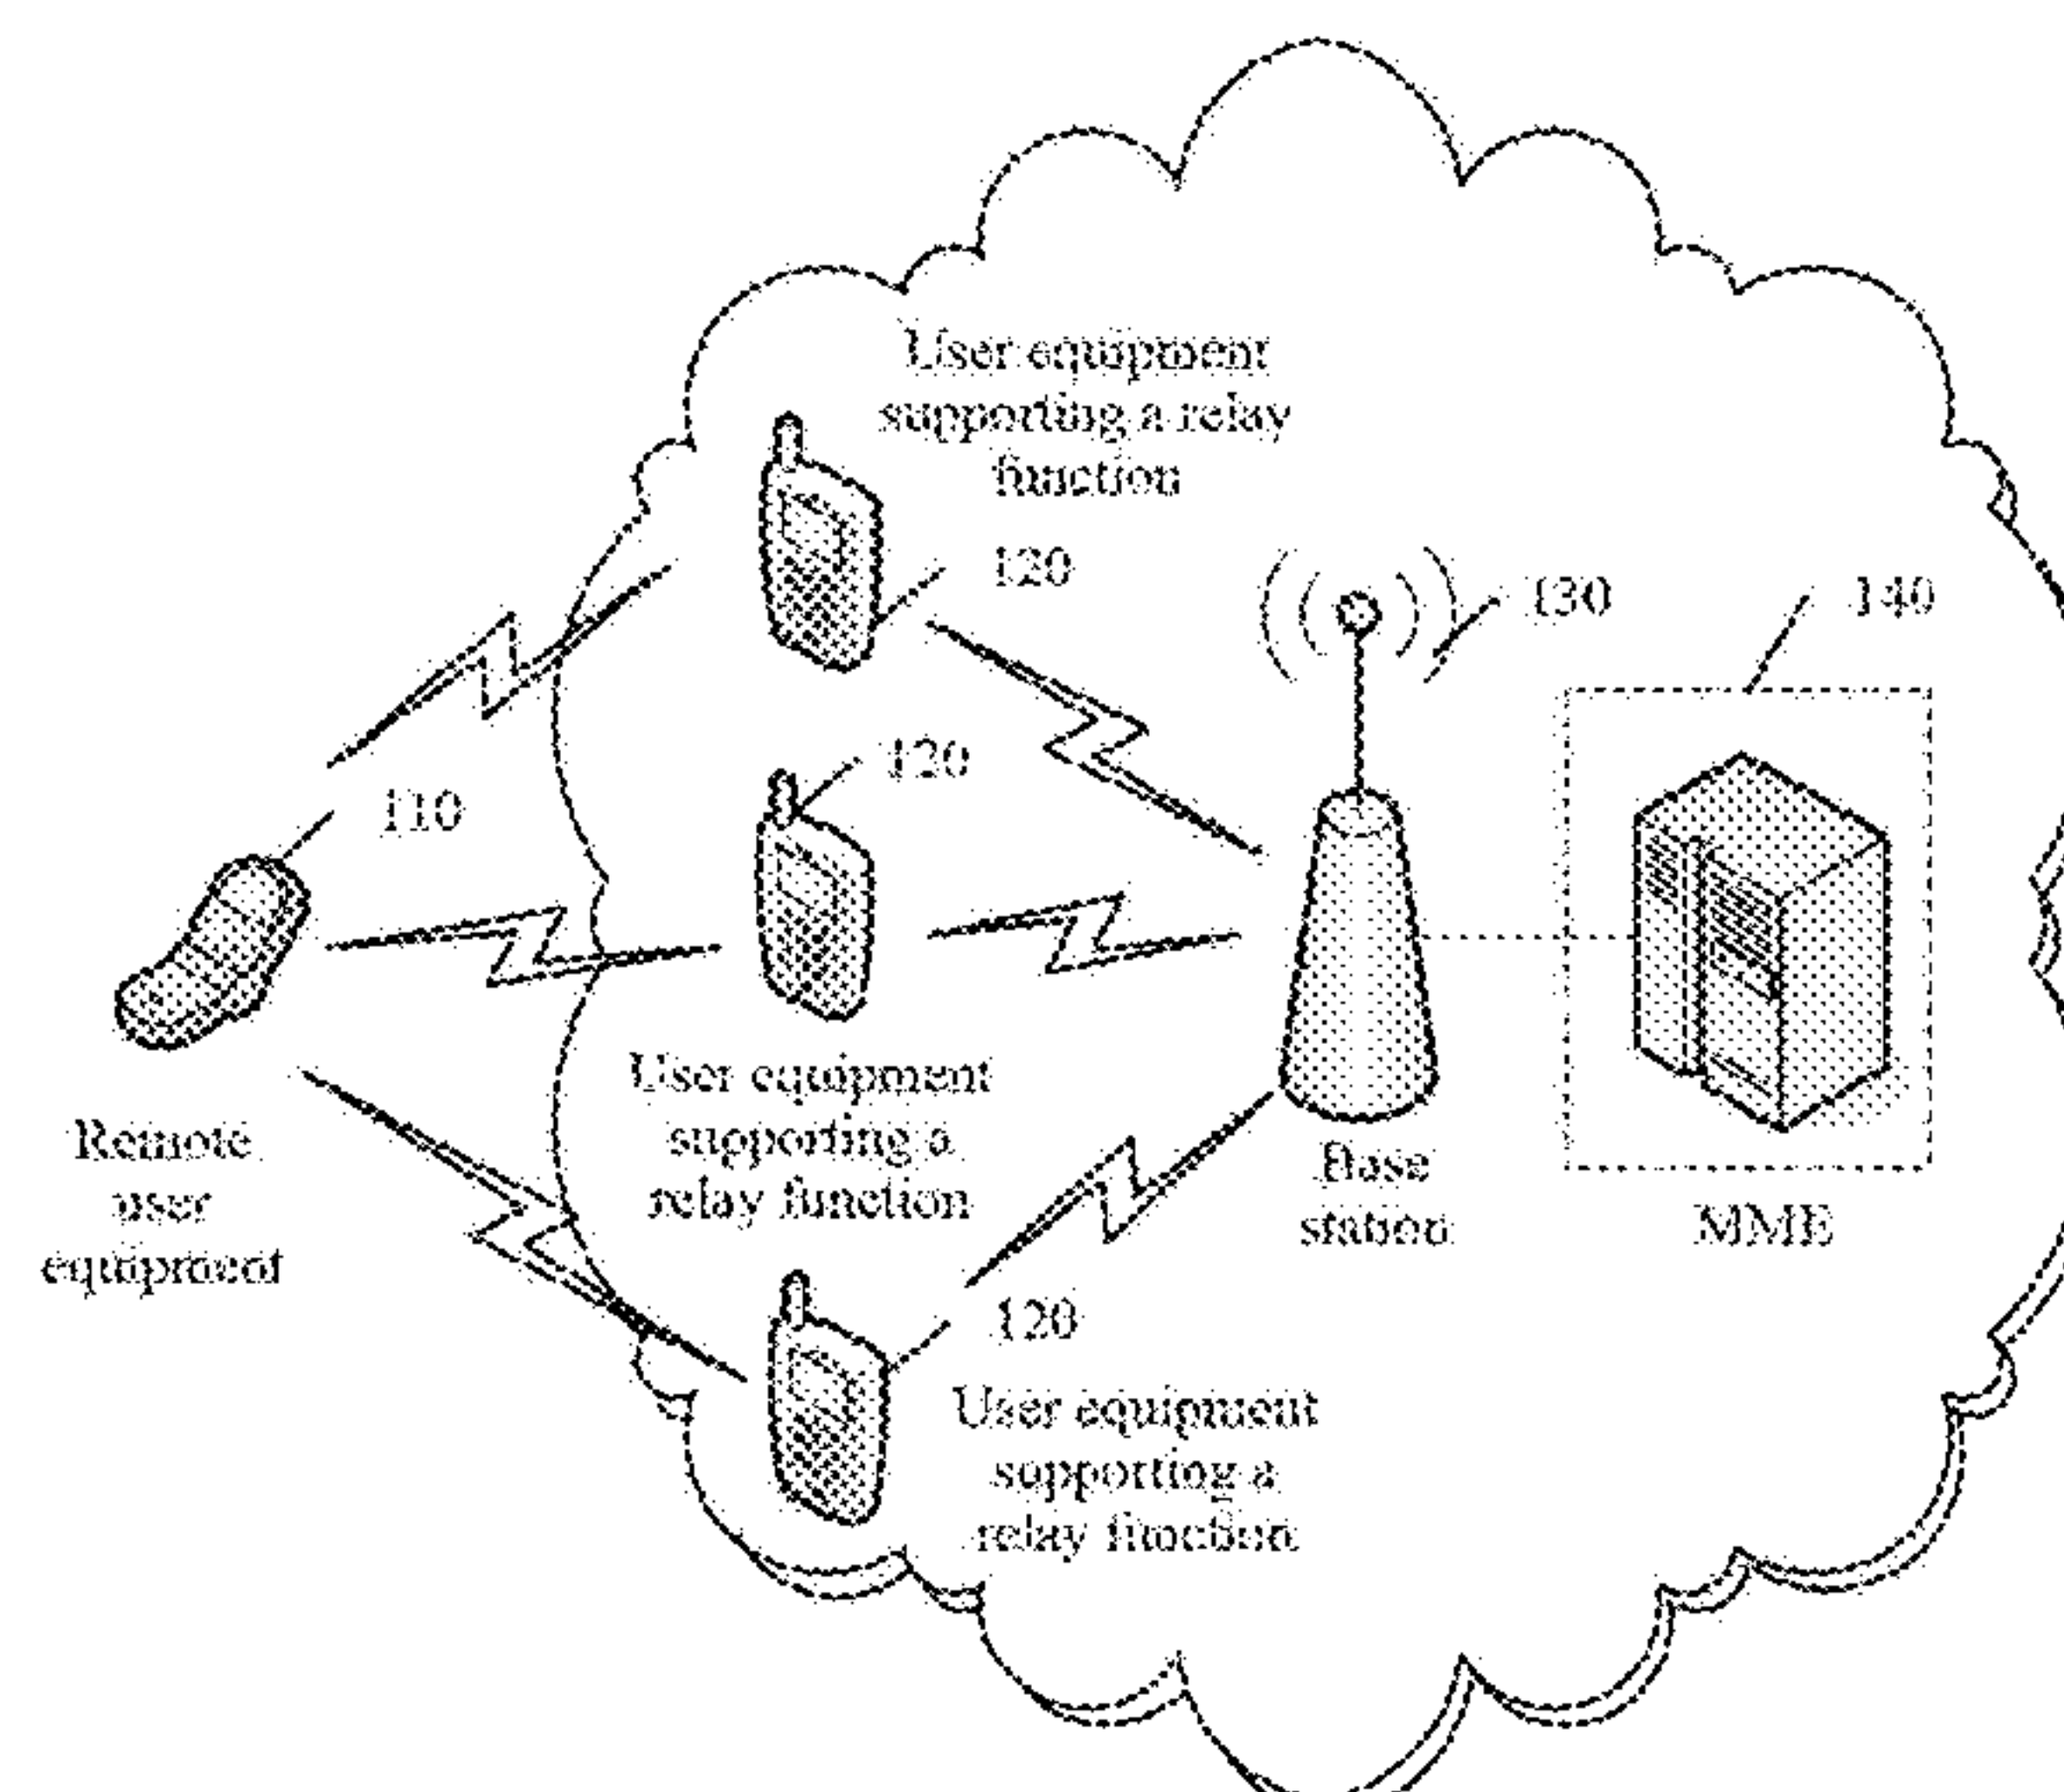 User equipment
supporting a relay
function
120
130
140
120
110
User equipment
supporting a
relay function
Remote
user
equipment
Base
station
MME
120
User equipment
supporting a
relay function